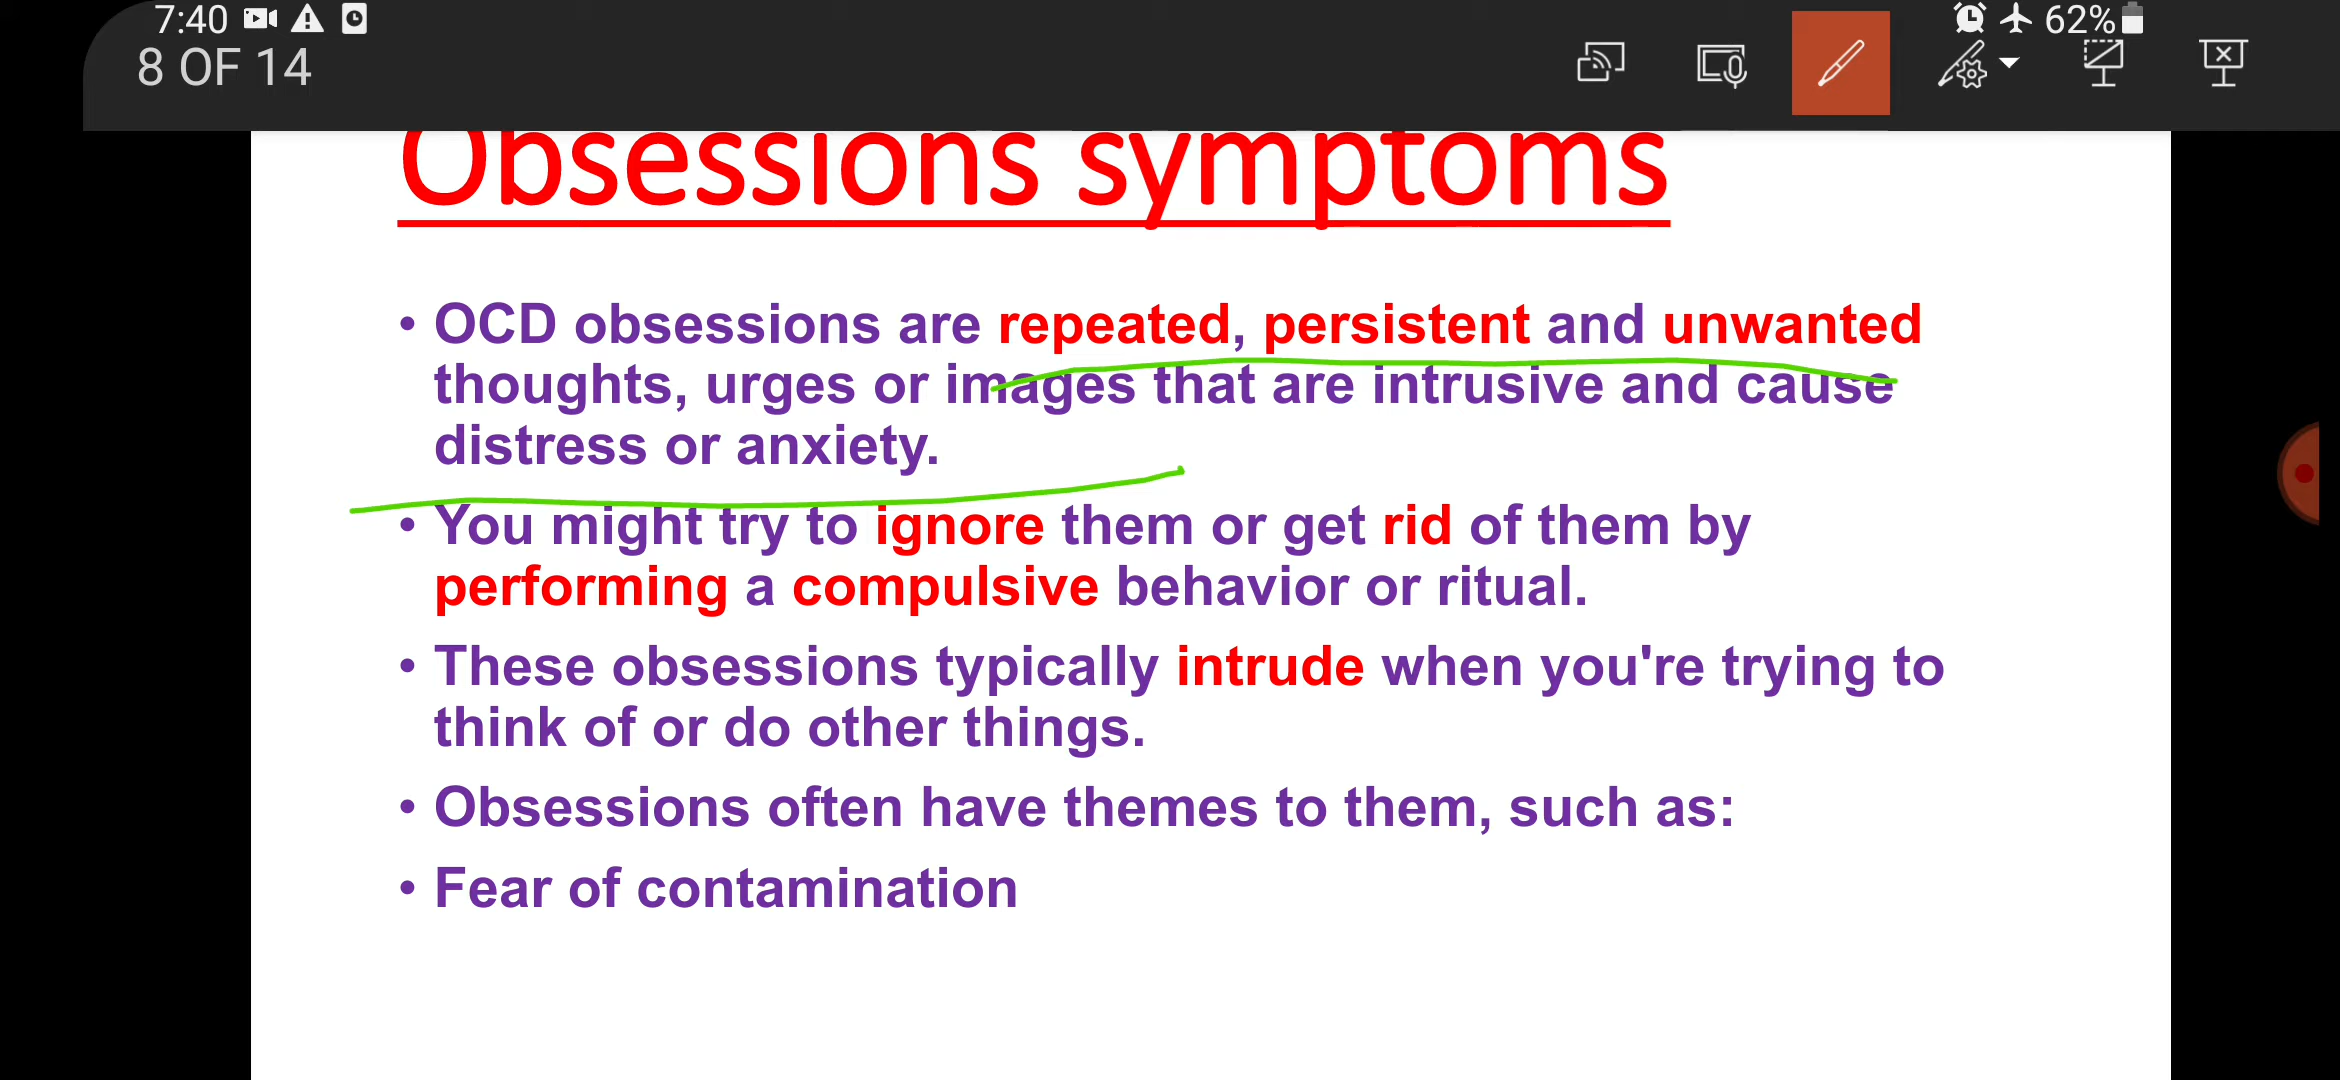 7:40
62%
8 OF 14
Obsessions symptoms
• OCD obsessions are repeated, persistent and unwanted
thoughts, urges or images that are intrusive and cause
distress or anxiety.
• You might try to ignore them or get rid of them by
performing a compulsive behavior or ritual.
• These obsessions typically intrude when you're trying to
think of or do other things.
• Obsessions often have themes to them, such as:
• Fear of contamination